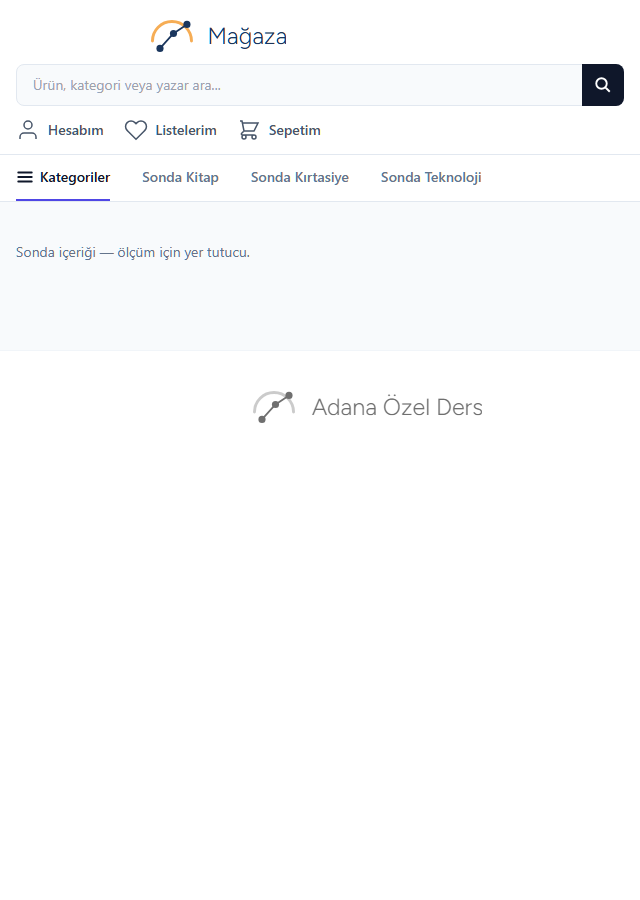 Mağaza
Ürün, kategori veya yazar ara...
Hesabım Listelerim Sepetim
Kategoriler Sonda Kitap Sonda Kırtasiye Sonda Teknoloji
Sonda içeriği — ölçüm için yer tutucu.
Adana Özel Ders